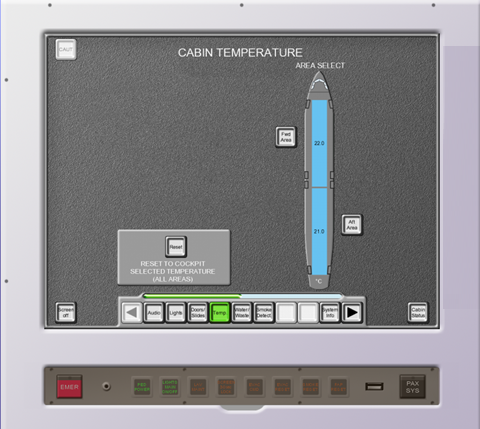 CAUT
CABIN TEMPERATURE
AREA SELECT
Fwd
Area
22.0
Aft
Area
21.0
Reset
RESET TO COCKPIT
SELECTED TEMPERATURE
(ALL AREAS)
°C
Screen
off
Audio
Lights
Doors/
Slides
Temp
Water/
Waste
Smoke
Detect.
System
info
Cabin
Status
EMER
PAX
SYS